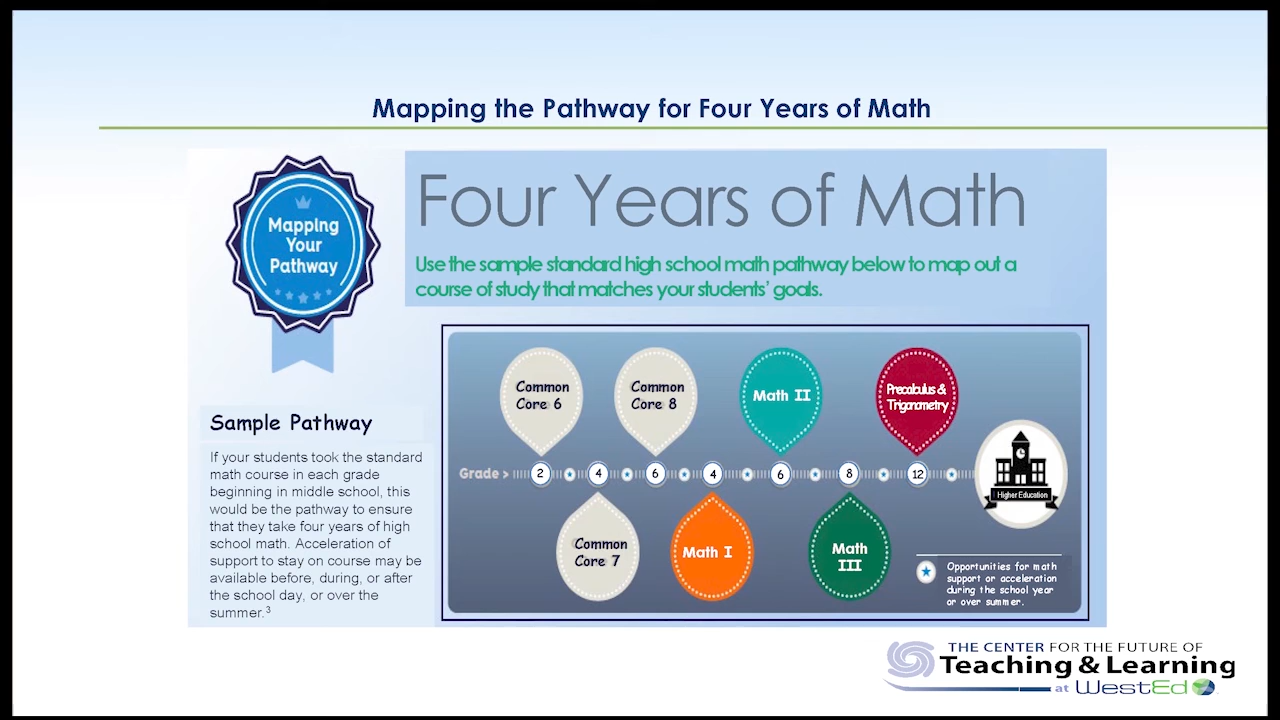 Mapping the Pathway for Four Years of Math
Mapping
Your
Pathway
Four Years of Math
Use the sample standard high school math pathway below to map out a
course of study that matches your students' goals.
Sample Pathway
If your students took the standard
math course in each grade
beginning in middle school, this
would be the pathway to ensure
that they take four years of high
school math. Acceleration of
support to stay on course may be
available before, during, or after
the school day, or over the
summer.3
Common
Core 6
Common
Core 8
Math II
Precalculus &
Trigonometry
Grade > 2 4 6 4 6 8 12
Higher Education
Common
Core 7
Math I
Math
III
Opportunities for math
support or acceleration
during the school year
or over summer.
THE CENTER FOR THE FUTURE OF
Teaching & Learning
at WestEd